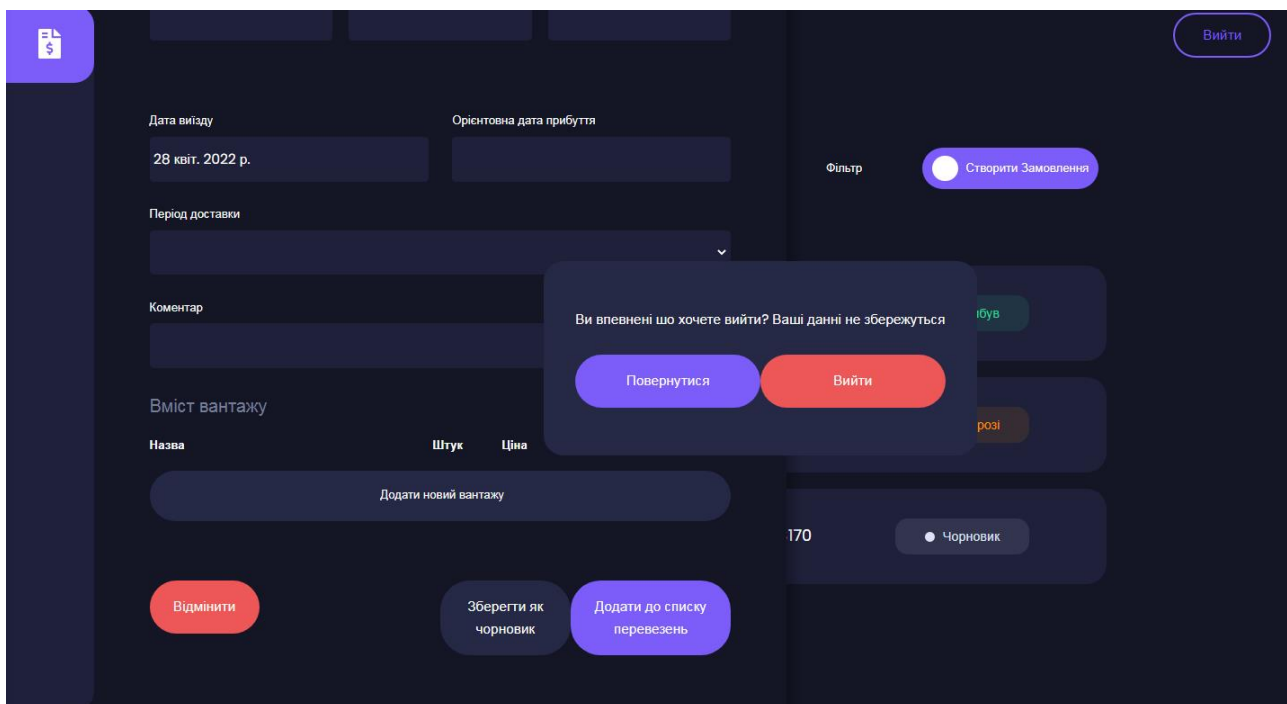 Вийти
Дата виїзду
Орієнтовна дата прибуття
28 квіт. 2022 р.
Фільтр
Створити Замовлення
Період доставки
Коментар
Ви впевнені шо хочете вийти? Ваші данні не збережуться
Повернутися
Вийти
Вміст вантажу
Назва
Штук
Ціна
Додати новий вантажу
170
Чорновик
Відмінити
Зберегти як
чорновик
Додати до списку
перевезень